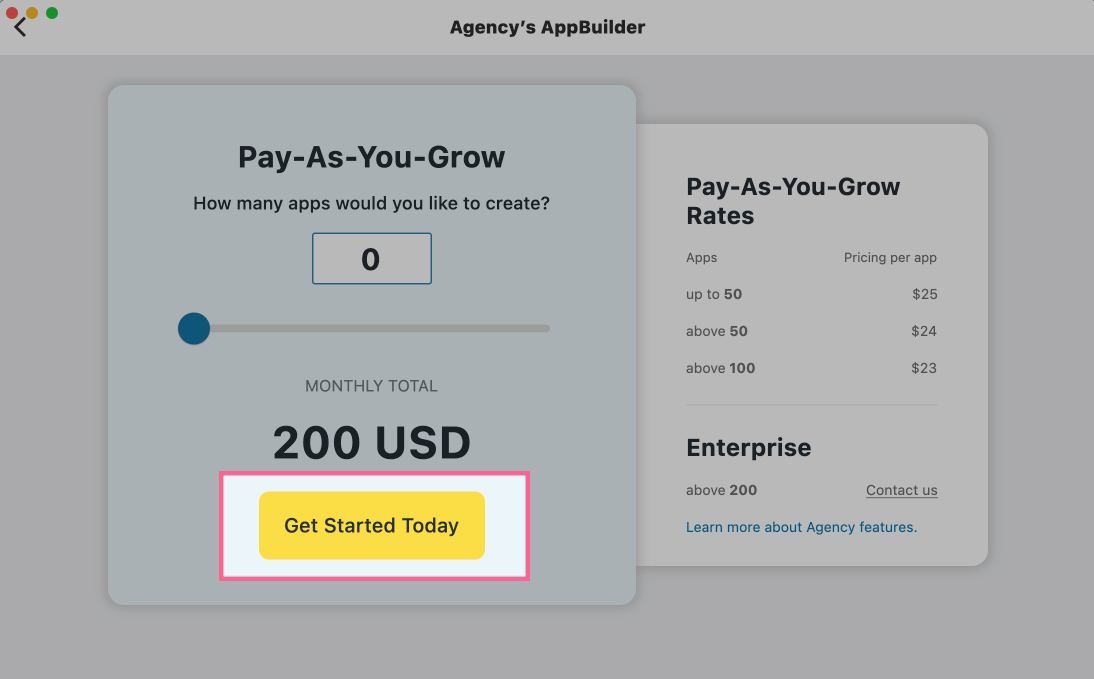 Agency’s AppBuilder
Pay-As-You-Grow
How many apps would you like to create?
0
MONTHLY TOTAL
200 USD
Get Started Today
Pay-As-You-Grow
Rates
Apps Pricing per app
up to 50 $25
above 50 $24
above 100 $23
Enterprise
above 200 Contact us
Learn more about Agency features.